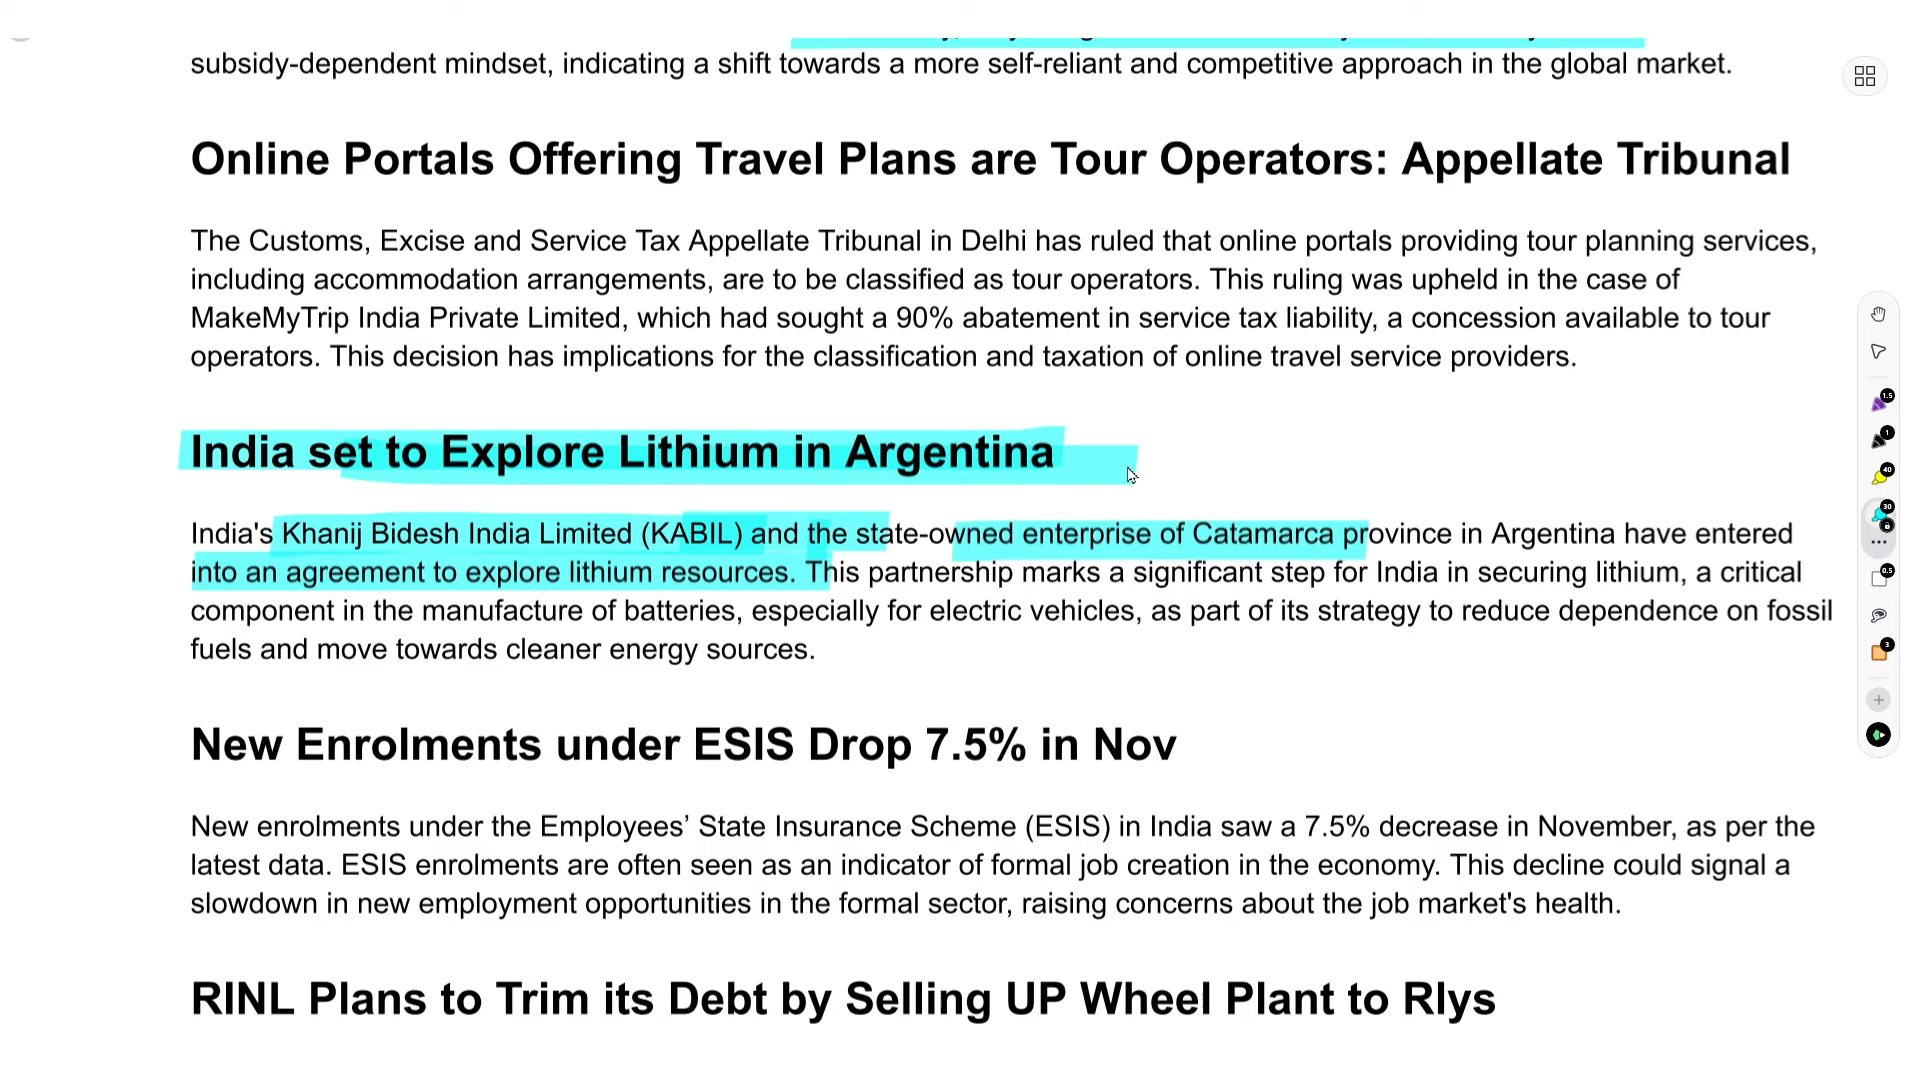 subsidy-dependent mindset, indicating a shift towards a more self-reliant and competitive approach in the global market.
Online Portals Offering Travel Plans are Tour Operators: Appellate Tribunal
The Customs, Excise and Service Tax Appellate Tribunal in Delhi has ruled that online portals providing tour planning services,
including accommodation arrangements, are to be classified as tour operators. This ruling was upheld in the case of
MakeMyTrip India Private Limited, which had sought a 90% abatement in service tax liability, a concession available to tour
operators. This decision has implications for the classification and taxation of online travel service providers.
India set to Explore Lithium in Argentina
India's Khanij Bidesh India Limited (KABIL) and the state-owned enterprise of Catamarca province in Argentina have entered
into an agreement to explore lithium resources. This partnership marks a significant step for India in securing lithium, a critical
component in the manufacture of batteries, especially for electric vehicles, as part of its strategy to reduce dependence on fossil
fuels and move towards cleaner energy sources.
New Enrolments under ESIS Drop 7.5% in Nov
New enrolments under the Employees’ State Insurance Scheme (ESIS) in India saw a 7.5% decrease in November, as per the
latest data. ESIS enrolments are often seen as an indicator of formal job creation in the economy. This decline could signal a
slowdown in new employment opportunities in the formal sector, raising concerns about the job market's health.
RINL Plans to Trim its Debt by Selling UP Wheel Plant to Rlys
1.5
1
40
30
0.5
3